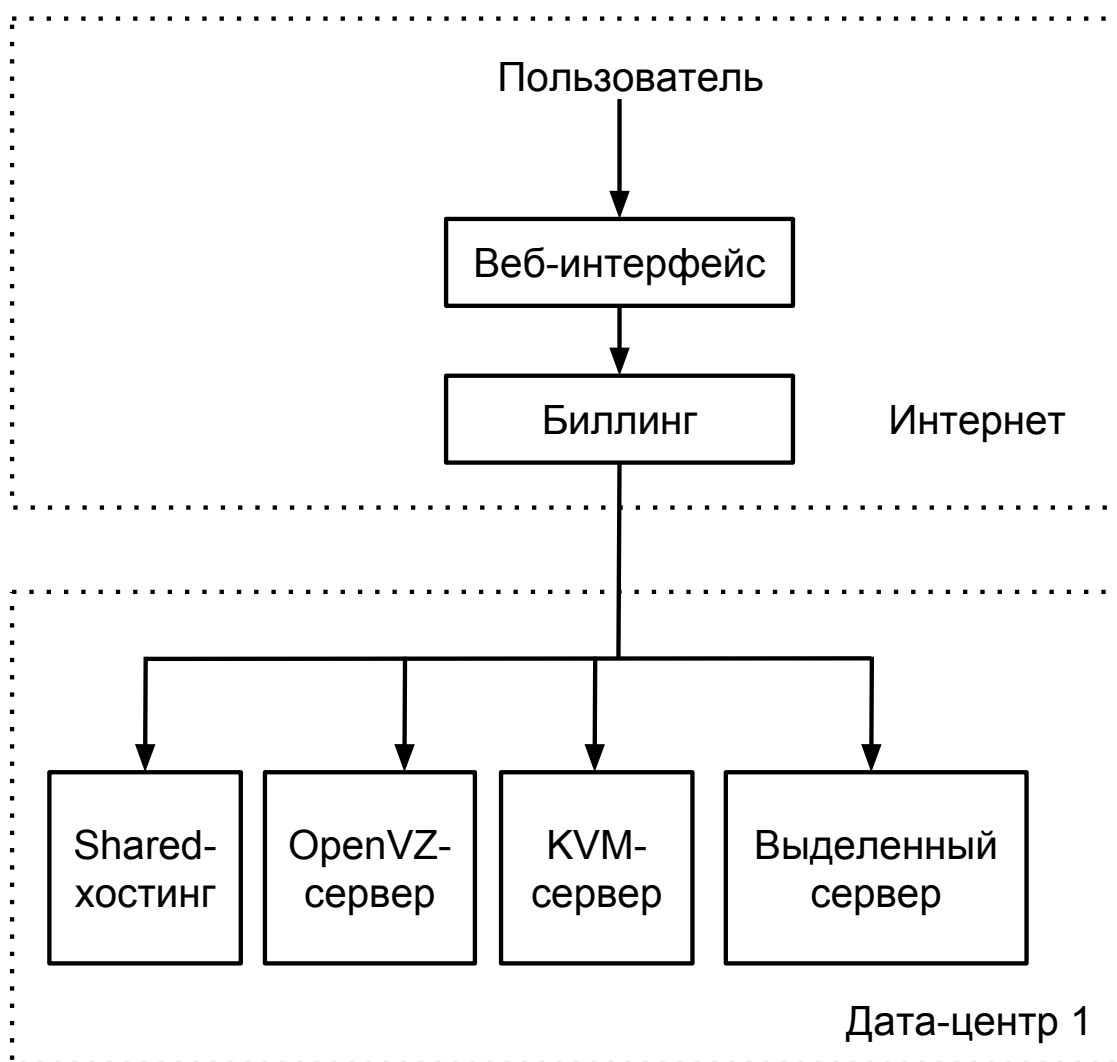 Пользователь
Веб-интерфейс
Биллинг
Интернет
Shared-
хостинг
OpenVZ-
сервер
KVM-
сервер
Выделенный
сервер
Дата-центр 1